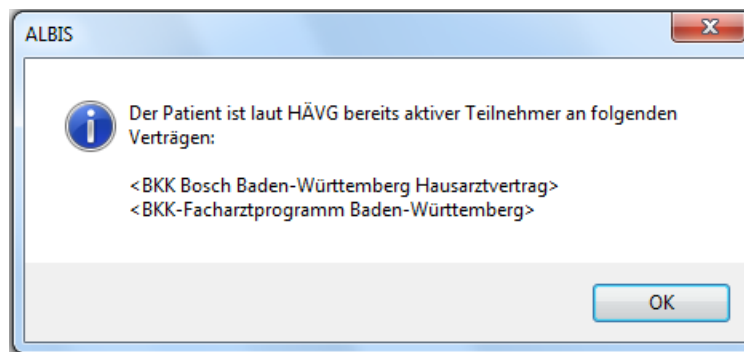 ALBIS
Der Patient ist laut HÄVG bereits aktiver Teilnehmer an folgenden
Verträgen:
<BKK Bosch Baden-Württemberg Hausarztvertrag>
<BKK-Facharztprogramm Baden-Württemberg>
OK